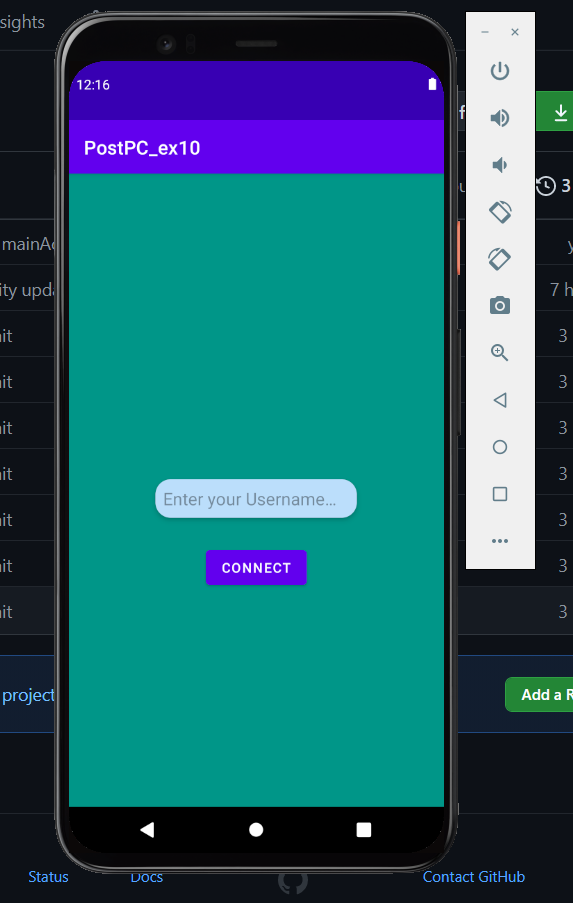 sights
12:16
PostPC_ex10
3
mainA
ity upd
7 h
it
3
it
3
it
3
it
3
it
3
it
3
it
3
Enter your Username...
CONNECT
project
Add a R
Status
Docs
Contact GitHub